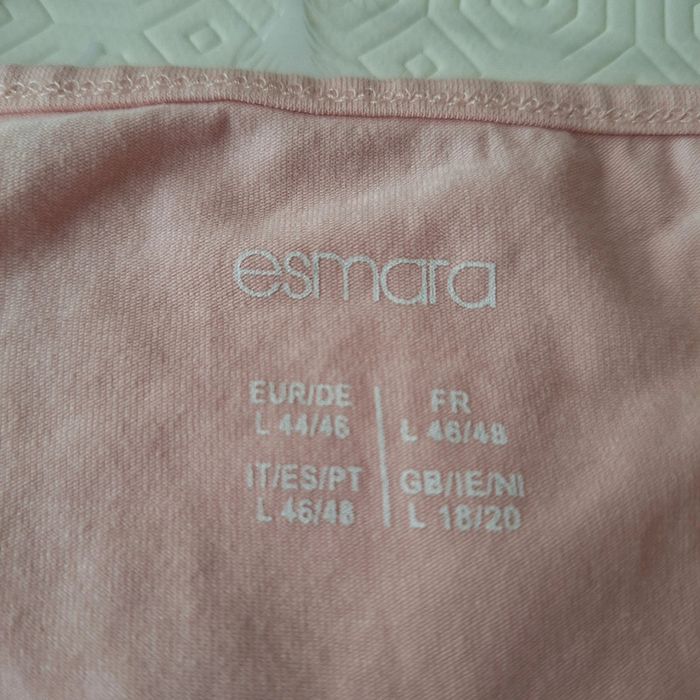 esmara
EUR/DE
L 44/46
FR
L 46/48
IT/ES/PT
L 46/48
GB/IE/NI
L 18/20